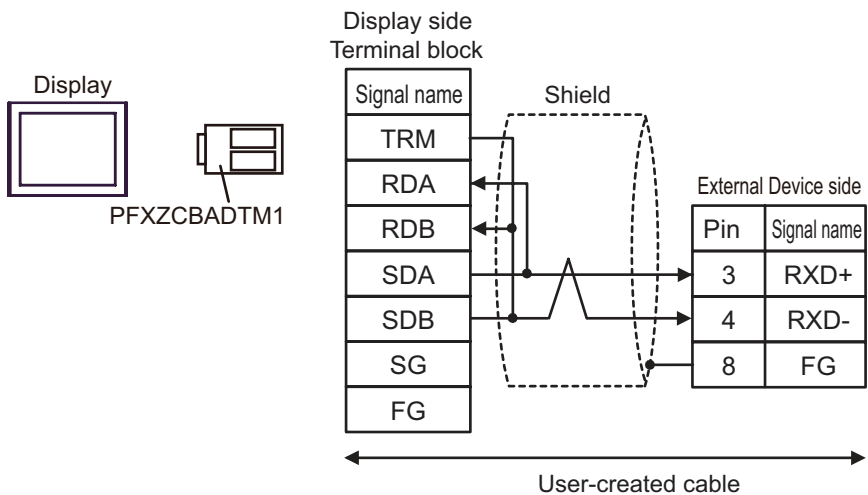 Display side
Terminal block
Display
PFXZCBADTM1
Signal name
TRM
RDA
RDB
SDA
SDB
SG
FG
Shield
External Device side
Pin Signal name
3 RXD+
4 RXD-
8 FG
User-created cable